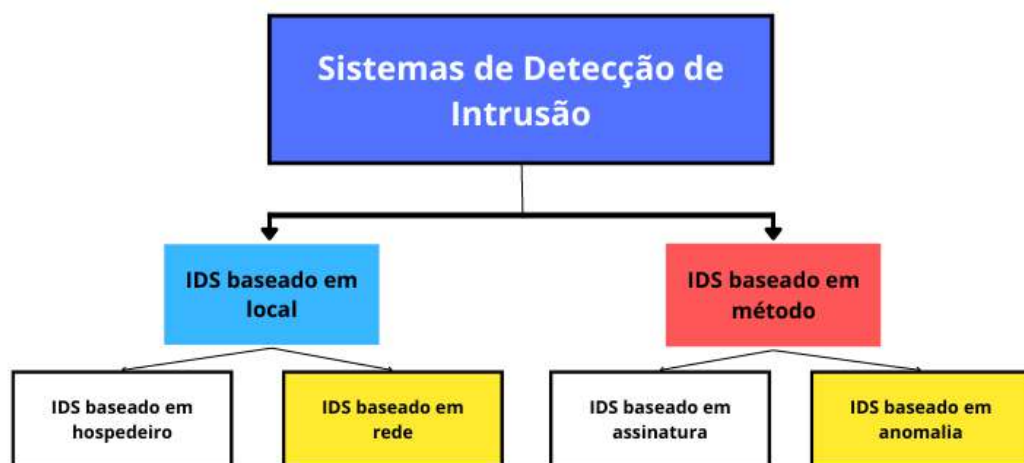 Sistemas de Detecção de
Intrusão
IDS baseado em
local
IDS baseado em
método
IDS baseado em
hospedeiro
IDS baseado em
rede
IDS baseado em
assinatura
IDS baseado em
anomalia